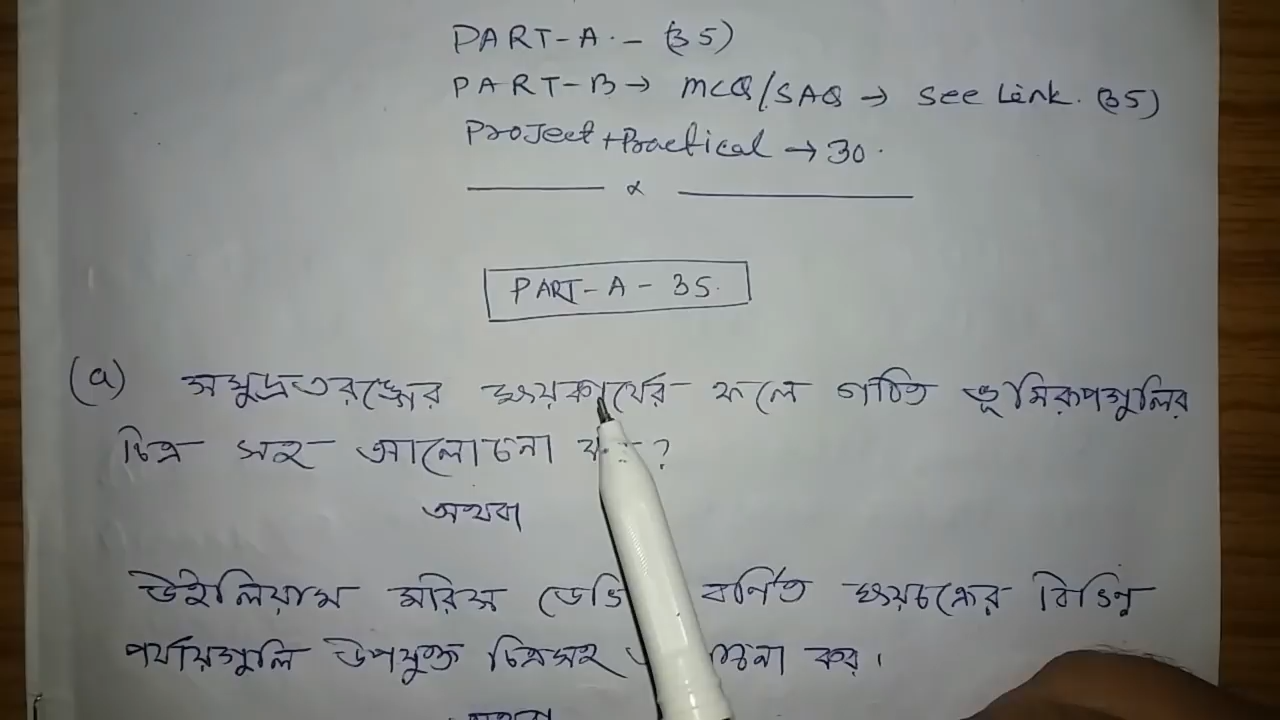 PART-A.- (35)
PART-B→ MCQ/SAQ → See Link. (35)
Project+Practical → 30.
PART-A-35.
(a) সমুদ্রতরঙ্গের ক্ষয়কার্যের ফলে গঠিত ভূমিরূপগুলির
চিত্র সহ আলোচনা ?
অথবা
উইলিয়াম মরিস বর্ণিত ক্ষয়চক্রের বিভিন্ন
পর্যায়গুলি উপযুক্ত চিত্রসহ কর।